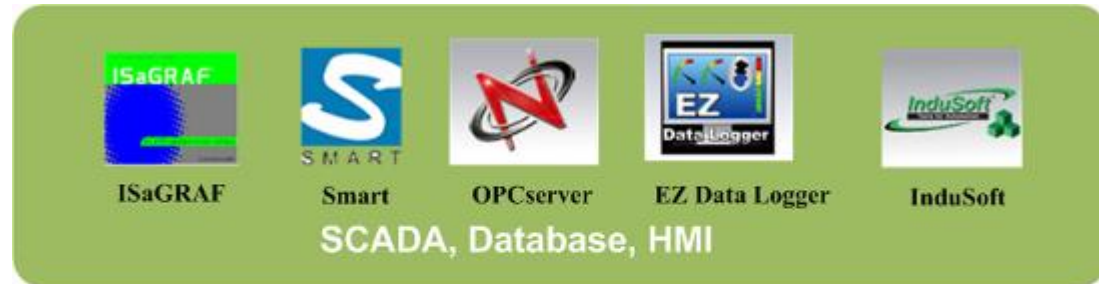 ISaGRAF
S
SMART
N
EZ
Data Logger
InduSoft
ISaGRAF
Smart
OPCserver
EZ Data Logger
InduSoft
SCADA, Database, HMI